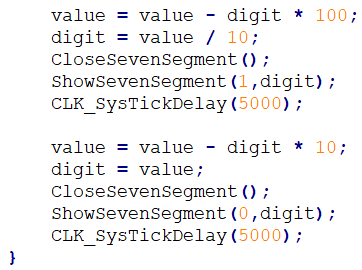 value = value - digit * 100;
digit = value / 10;
CloseSevenSegment();
ShowSevenSegment(1,digit);
CLK_SysTickDelay(5000);

value = value - digit * 10;
digit = value;
CloseSevenSegment();
ShowSevenSegment(0,digit);
CLK_SysTickDelay(5000);
}